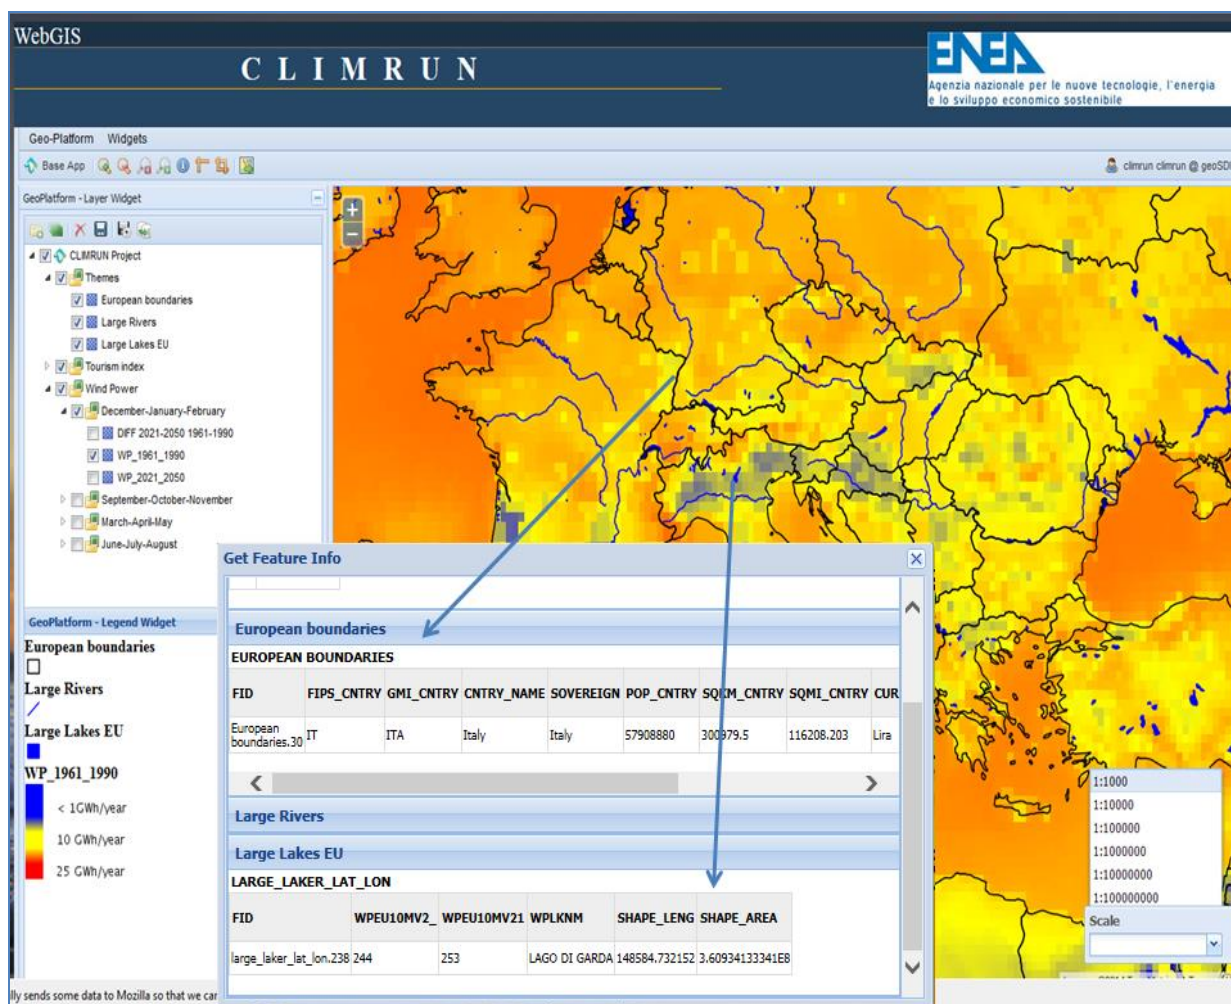 WebGIS
C L I M R U N
ENEA
Agenzia nazionale per le nuove tecnologie, l'energia
e lo sviluppo economico sostenibile
Geo-Platform Widgets
Base App
climrun climrun @ geoSD
GeoPlatform - Layer Widget
CLIMRUN Project
Themes
European boundaries
Large Rivers
Large Lakes EU
Tourism index
Wind Power
December-January-February
DIFF 2021-2050 1961-1990
WP_1961_1990
WP_2021_2050
September-October-November
March-April-May
June-July-August
GeoPlatform - Legend Widget
European boundaries
Large Rivers
Large Lakes EU
WP_1961_1990
< 1GWh/year
10 GWh/year
25 GWh/year
Get Feature Info
European boundaries
EUROPEAN BOUNDARIES
FID FIPS_CNTRY GMI_CNTRY CNTRY_NAME SOVEREIGN POP_CNTRY SQKM_CNTRY SQMI_CNTRY CUR
European
boundaries.30 IT ITA Italy Italy 57908880 300979.5 116208.203 Lira
Large Rivers
Large Lakes EU
LARGE_LAKER_LAT_LON
FID WPEU10MV2_ WPEU10MV21 WPLKNM SHAPE_LENG SHAPE_AREA
large_laker_lat_lon.238 244 253 LAGO DI GARDA 148584.732152 3.60934133341E8
1:1000
1:10000
1:100000
1:1000000
1:10000000
1:100000000
Scale
lly sends some data to Mozilla so that we can